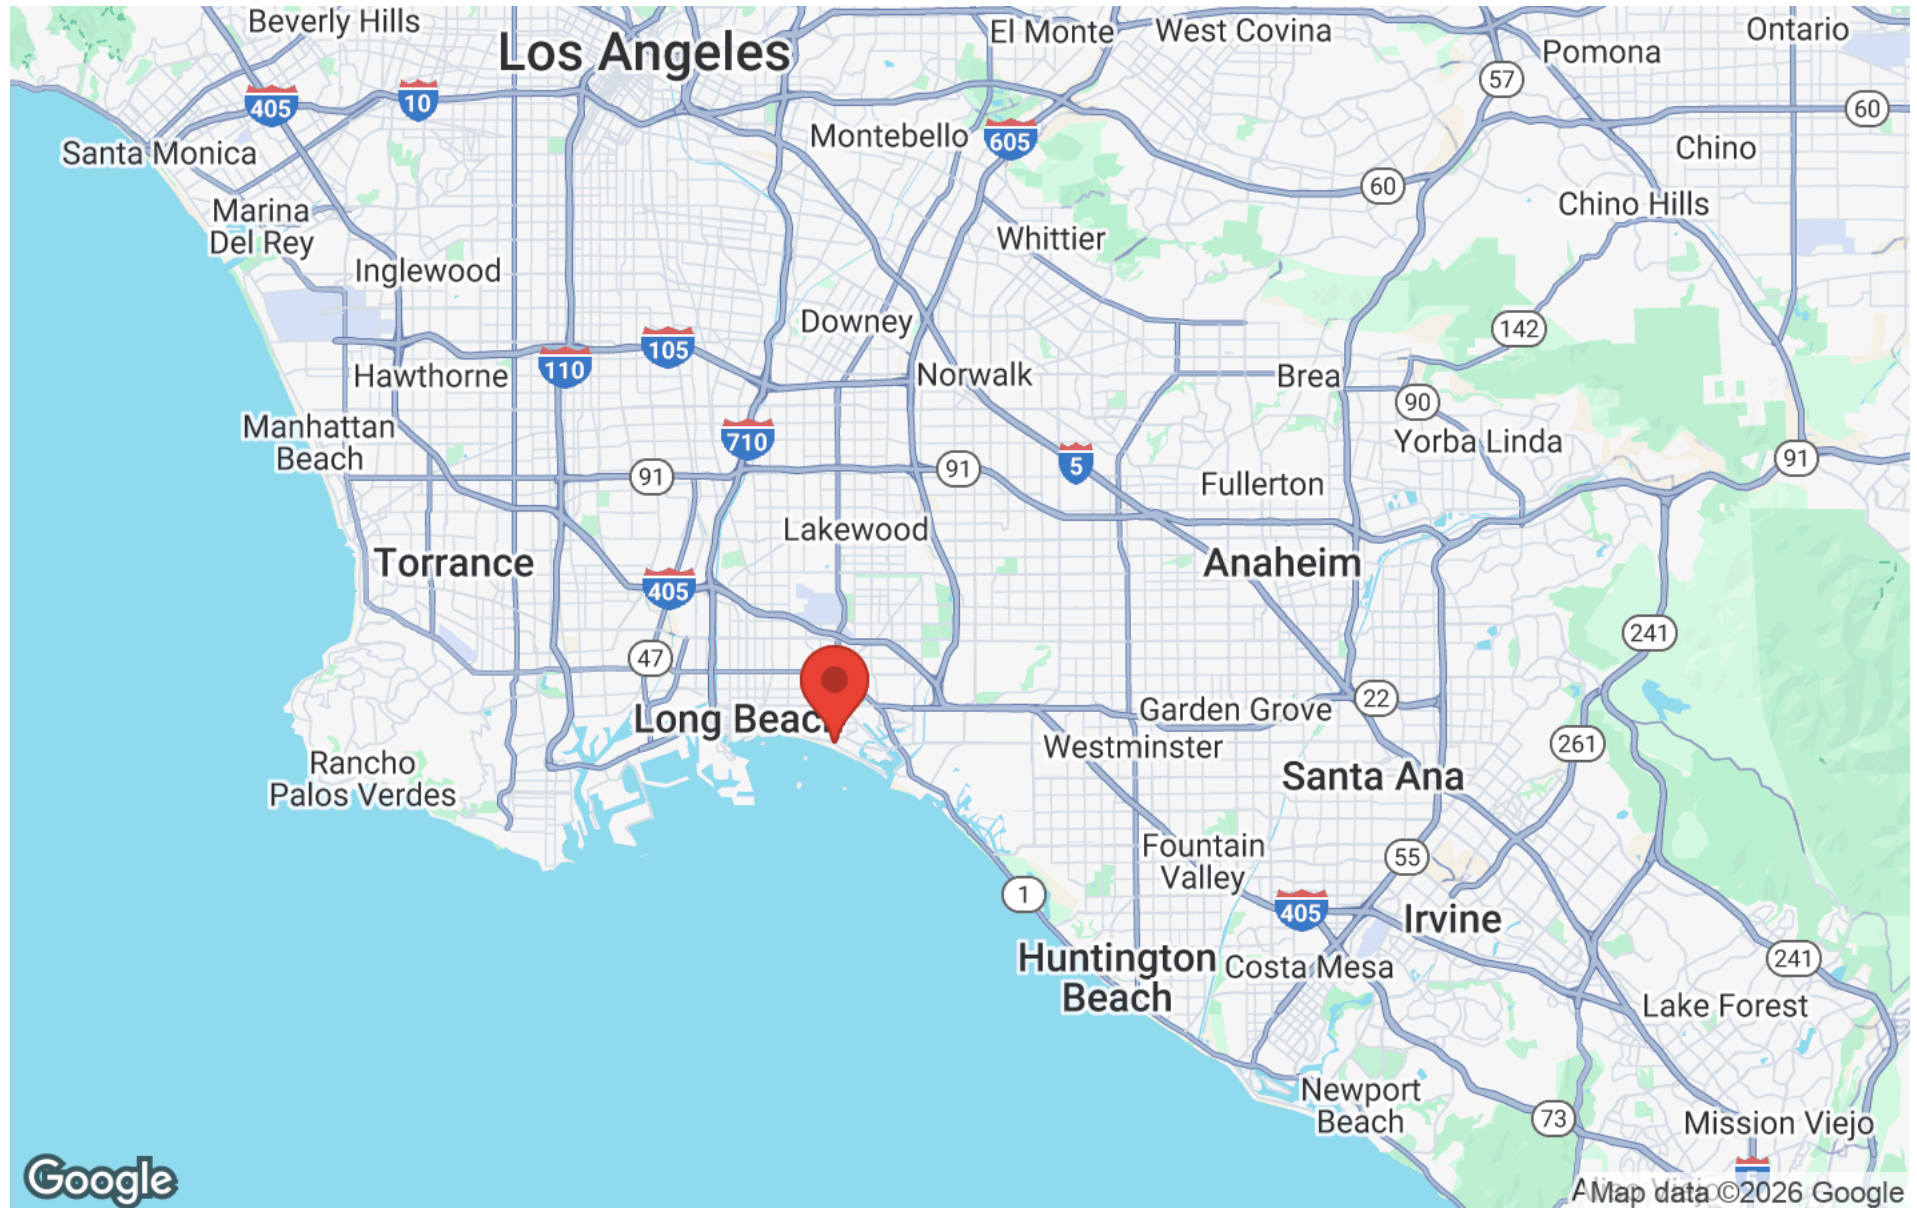 Beverly Hills
Los Angeles
El Monte
West Covina
Ontario
Pomona
57
405
10
60
Montebello
605
Santa Monica
Chino
60
Marina
Del Rey
Chino Hills
Whittier
Inglewood
Downey
142
105
110
Hawthorne
Norwalk
Brea
90
Manhattan
Beach
710
Yorba Linda
5
91
91
91
Fullerton
Lakewood
Torrance
Anaheim
405
241
47
22
Long Beach
Garden Grove
Westminster
261
Rancho
Palos Verdes
Santa Ana
Fountain
Valley
55
1
405
Irvine
Huntington
Beach
Costa Mesa
241
Lake Forest
Newport
Beach
73
Mission Viejo
5
Google
Map data ©2026 Google